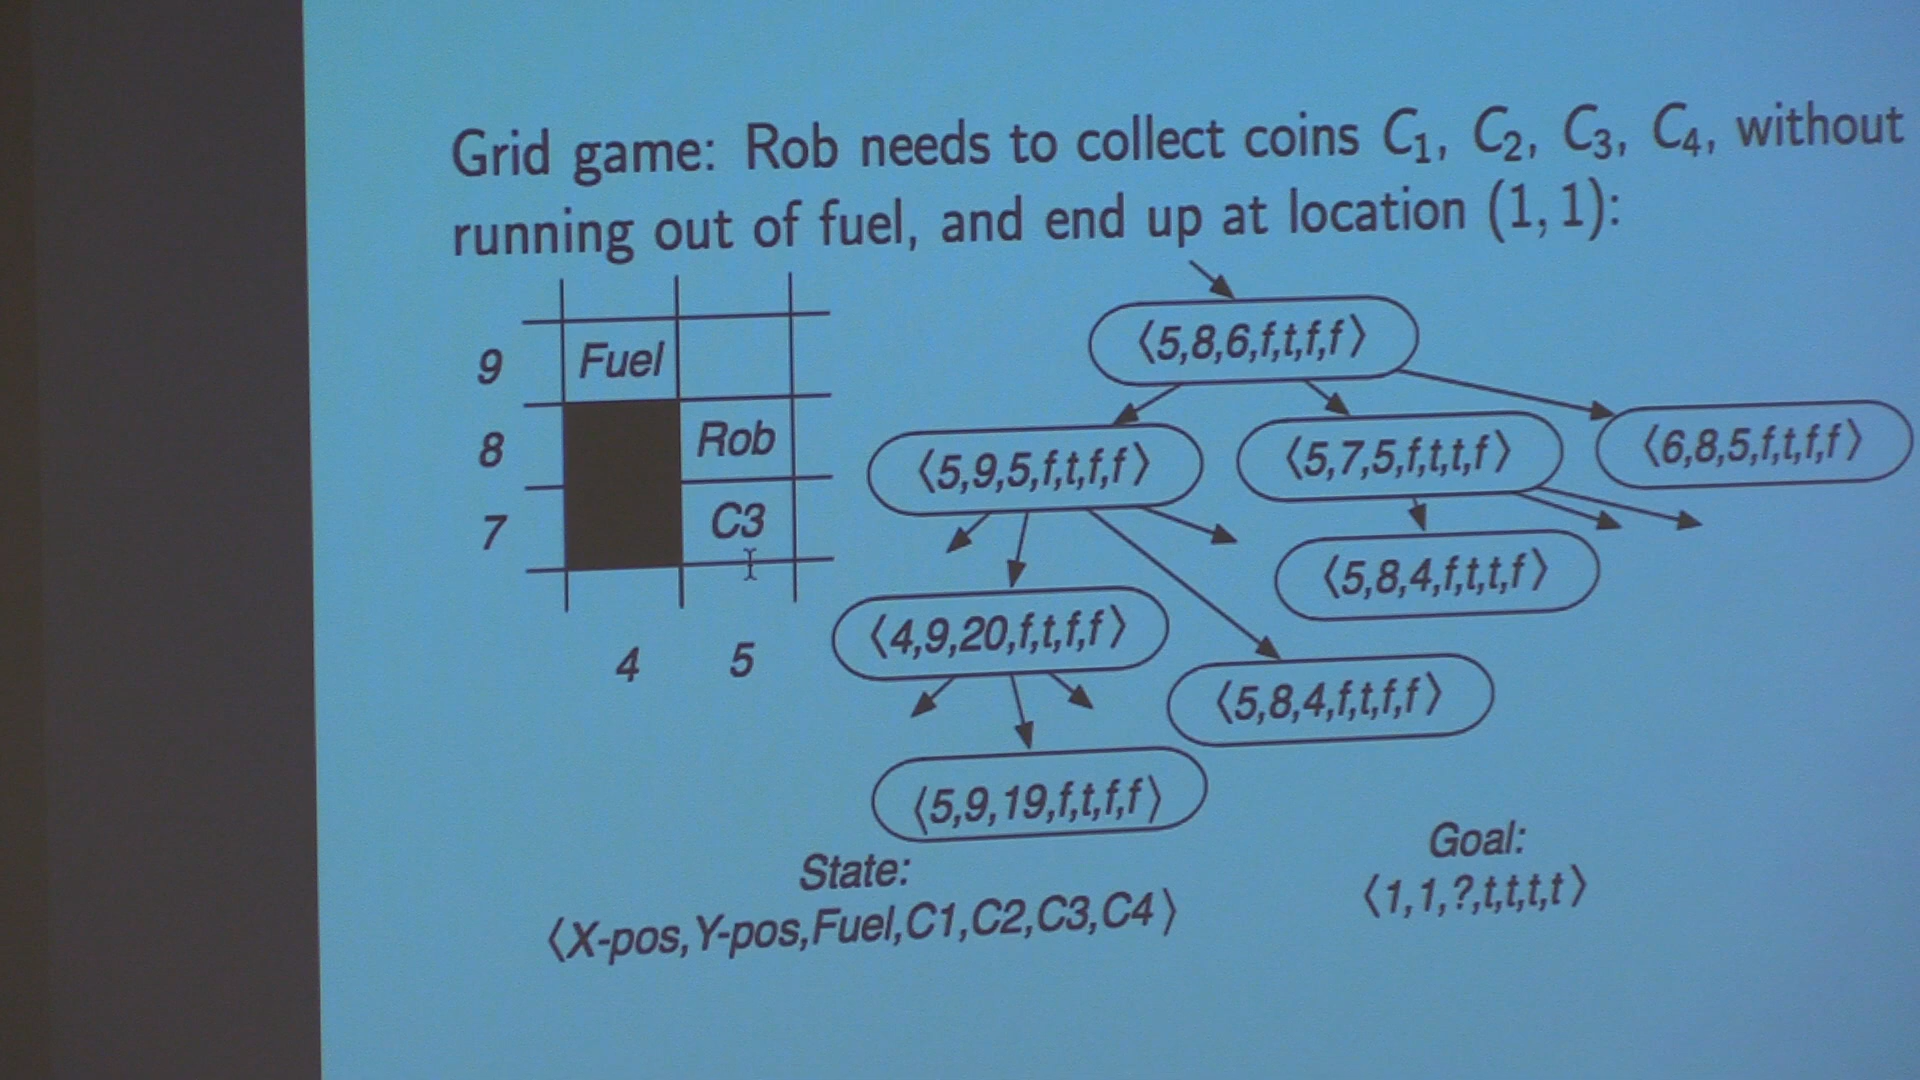 Grid game: Rob needs to collect coins C₁, C₂, C₃, C₄, without
running out of fuel, and end up at location (1, 1):
9 Fuel
8 Rob
7 C3
4 5
⟨5,8,6,f,t,f,f⟩
⟨5,9,5,f,t,f,f⟩ ⟨5,7,5,f,t,t,f⟩ ⟨6,8,5,f,t,f,f⟩
⟨5,8,4,f,t,t,f⟩
⟨4,9,20,f,t,f,f⟩
⟨5,8,4,f,t,f,f⟩
⟨5,9,19,f,t,f,f⟩
State:
⟨X-pos,Y-pos,Fuel,C1,C2,C3,C4⟩
Goal:
⟨1,1,?,t,t,t,t⟩